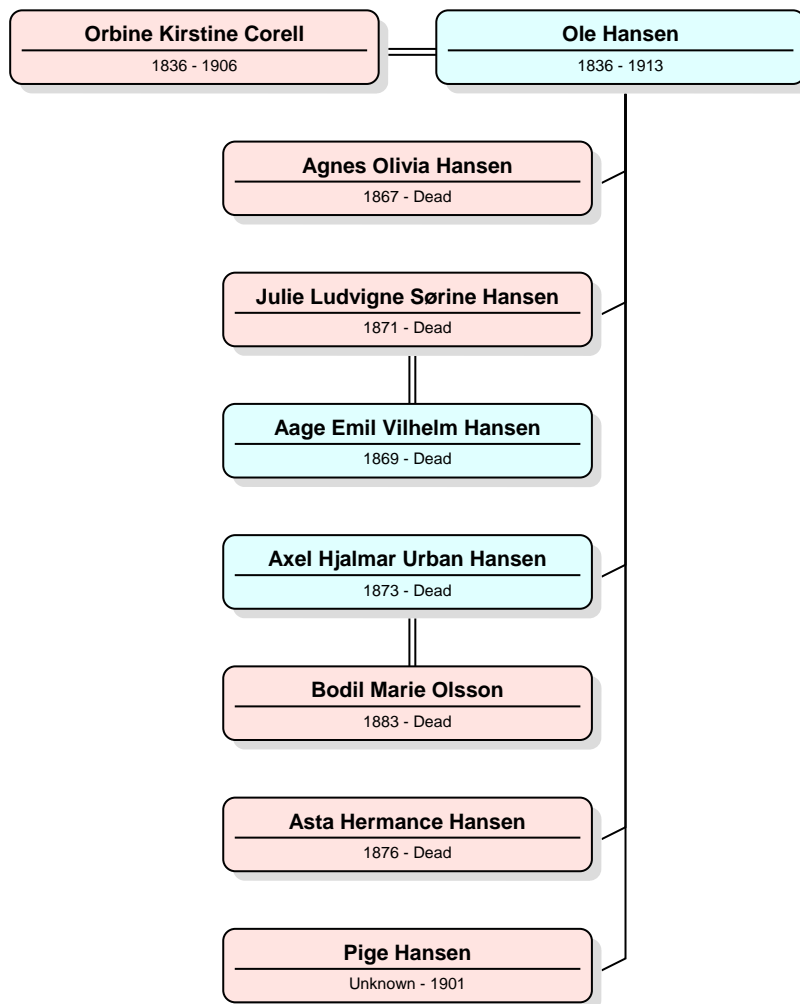 Orbine Kirstine Corell
1836 - 1906
Ole Hansen
1836 - 1913
Agnes Olivia Hansen
1867 - Dead
Julie Ludvigne Sørine Hansen
1871 - Dead
Aage Emil Vilhelm Hansen
1869 - Dead
Axel Hjalmar Urban Hansen
1873 - Dead
Bodil Marie Olsson
1883 - Dead
Asta Hermance Hansen
1876 - Dead
Pige Hansen
Unknown - 1901